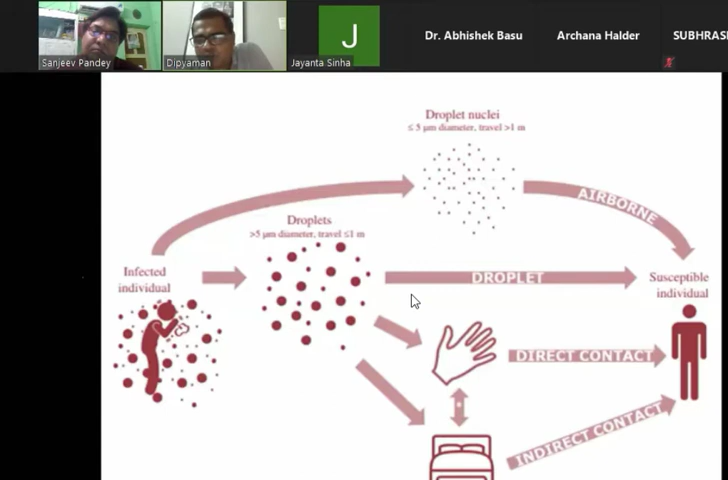 Sanjeev Pandey
Dipyaman
J
Jayanta Sinha
Dr. Abhishek Basu
Archana Halder
SUBHRAS
Droplet nuclei
≤ 5 μm diameter, travel >1 m
AIRBORNE
Droplets
>5 μm diameter, travel ≤1 m
Infected
individual
DROPLET
Susceptible
individual
DIRECT CONTACT
INDIRECT CONTACT